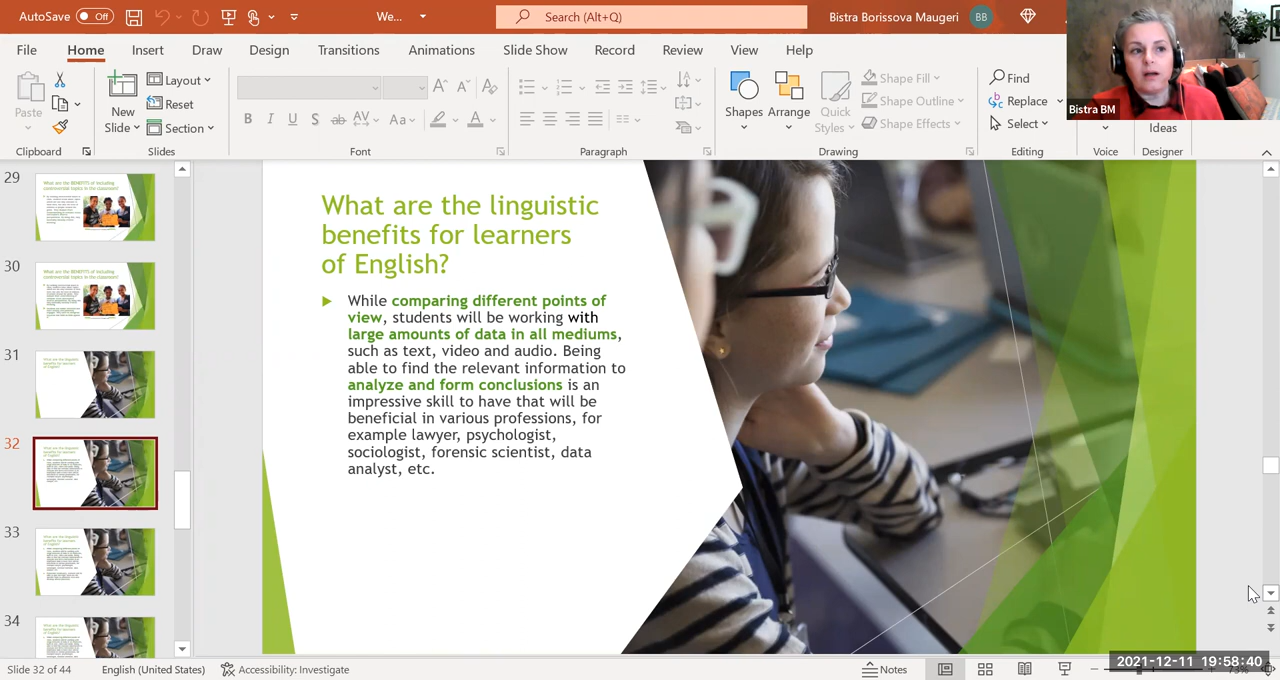 AutoSave Off We... Search (Alt+Q) Bistra Borissova Maugeri BB
File Home Insert Draw Design Transitions Animations Slide Show Record Review View Help
Paste
Clipboard
New
Slide
Layout
Reset
Section
Slides
B I U S ab AV Aa A
Font
Paragraph
Shapes
Arrange
Quick
Styles
Shape Fill
Shape Outline
Shape Effects
Drawing
Find
Replace
Select
Editing
Voice
Ideas
Designer
Bistra BM
29
30
31
32
33
34
What are the linguistic
benefits for learners
of English?
While comparing different points of
view, students will be working with
large amounts of data in all mediums,
such as text, video and audio. Being
able to find the relevant information to
analyze and form conclusions is an
impressive skill to have that will be
beneficial in various professions, for
example lawyer, psychologist,
sociologist, forensic scientist, data
analyst, etc.
Slide 32 of 44 English (United States) Accessibility: Investigate Notes
2021-12-11 19:58:40